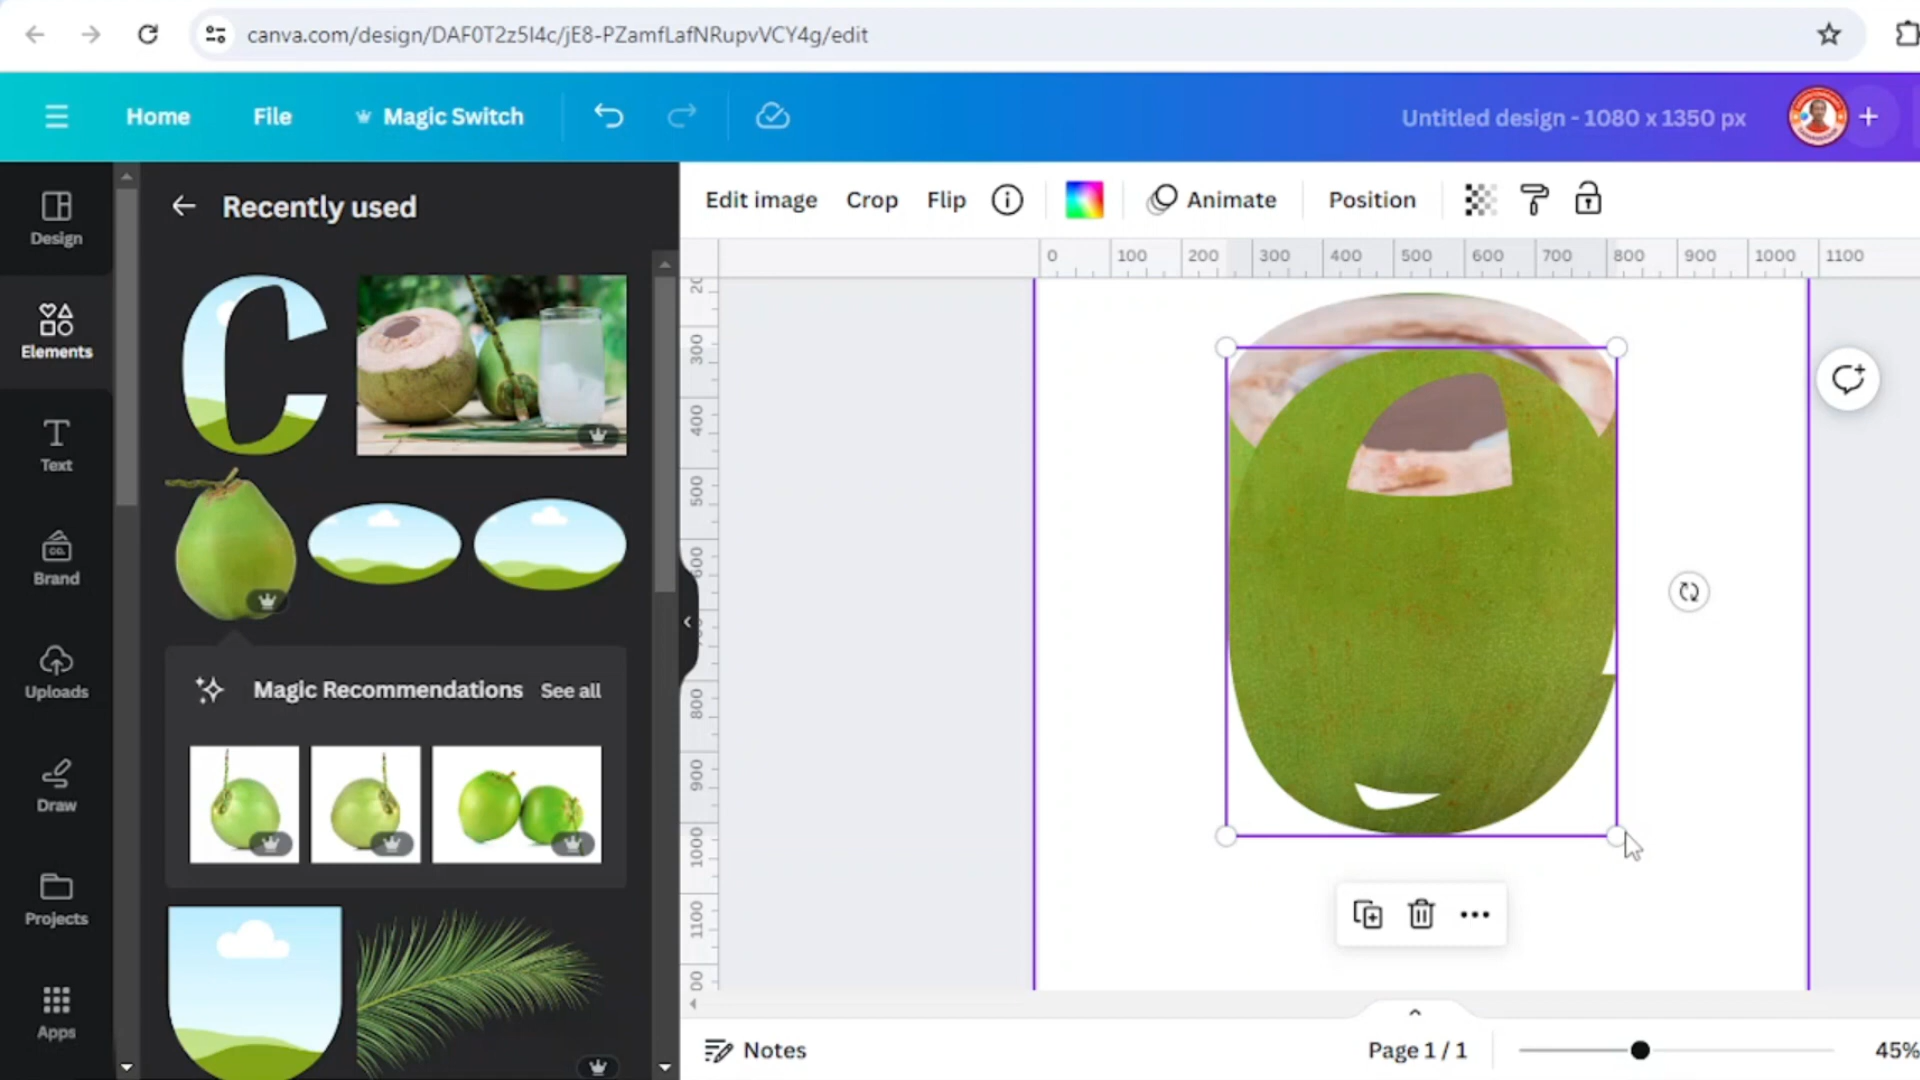 canva.com/design/DAF0T2z5I4c/jE8-PZamfLafNRupvVCY4g/edit
Home File Magic Switch Untitled design - 1080 x 1350 px
Design
Elements
Text
Brand
Uploads
Draw
Projects
Apps
Recently used
Magic Recommendations See all
Edit image Crop Flip Animate Position
0 100 200 300 400 500 600 700 800 900 1000 1100
300
400
500
600
800
900
1000
1100
Notes
Page 1 / 1
45%